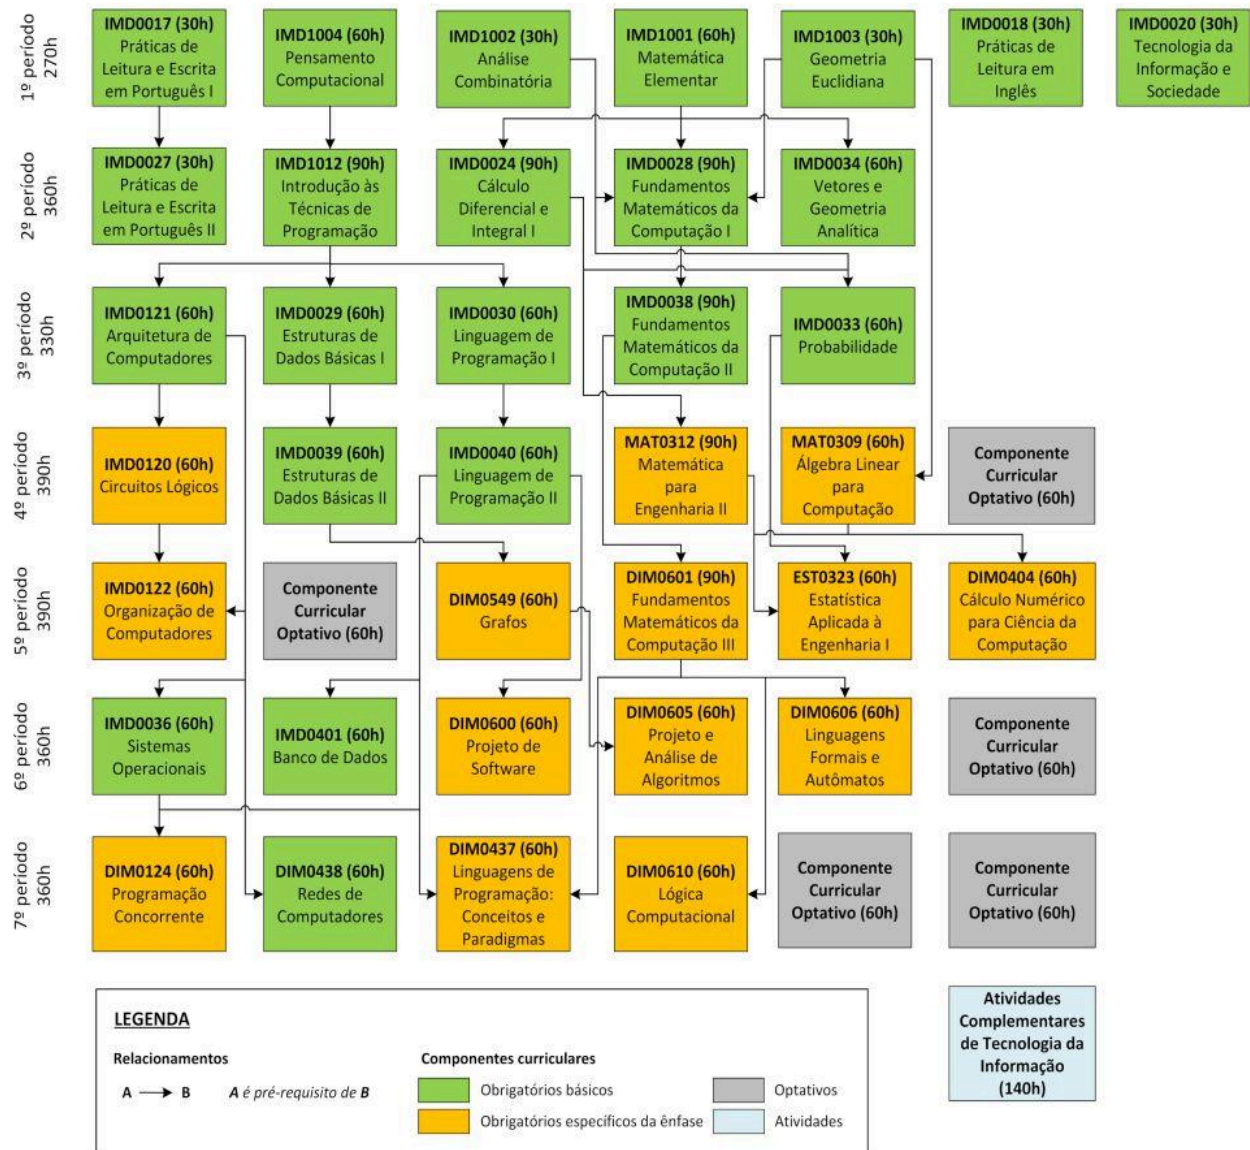 1º período
270h
IMD0017 (30h)
Práticas de
Leitura e Escrita
em Português I
IMD1004 (60h)
Pensamento
Computacional
IMD1002 (30h)
Análise
Combinatória
IMD1001 (60h)
Matemática
Elementar
IMD1003 (30h)
Geometria
Euclidiana
IMD0018 (30h)
Práticas de
Leitura em
Inglês
IMD0020 (30h)
Tecnologia da
Informação e
Sociedade
2º período
360h
IMD0027 (30h)
Práticas de
Leitura e Escrita
em Português II
IMD1012 (90h)
Introdução às
Técnicas de
Programação
IMD0024 (90h)
Cálculo
Diferencial e
Integral I
IMD0028 (90h)
Fundamentos
Matemáticos da
Computação I
IMD0034 (60h)
Vetores e
Geometria
Analítica
3º período
330h
IMD0121 (60h)
Arquitetura de
Computadores
IMD0029 (60h)
Estruturas de
Dados Básicas I
IMD0030 (60h)
Linguagem de
Programação I
IMD0038 (90h)
Fundamentos
Matemáticos da
Computação II
IMD0033 (60h)
Probabilidade
4º período
390h
IMD0120 (60h)
Circuitos Lógicos
IMD0039 (60h)
Estruturas de
Dados Básicas II
IMD0040 (60h)
Linguagem de
Programação II
MAT0312 (90h)
Matemática
para
Engenharia II
MAT0309 (60h)
Álgebra Linear
para
Computação
Componente
Curricular
Optativo (60h)
5º período
390h
IMD0122 (60h)
Organização de
Computadores
Componente
Curricular
Optativo (60h)
DIM0549 (60h)
Grafos
DIM0601 (90h)
Fundamentos
Matemáticos da
Computação III
EST0323 (60h)
Estatística
Aplicada à
Engenharia I
DIM0404 (60h)
Cálculo Numérico
para Ciência da
Computação
6º período
360h
IMD0036 (60h)
Sistemas
Operacionais
IMD0401 (60h)
Banco de Dados
DIM0600 (60h)
Projeto de
Software
DIM0605 (60h)
Projeto e
Análise de
Algoritmos
DIM0606 (60h)
Linguagens
Formais e
Autômatos
Componente
Curricular
Optativo (60h)
7º período
360h
DIM0124 (60h)
Programação
Concorrente
DIM0438 (60h)
Redes de
Computadores
DIM0437 (60h)
Linguagens de
Programação:
Conceitos e
Paradigmas
DIM0610 (60h)
Lógica
Computacional
Componente
Curricular
Optativo (60h)
Componente
Curricular
Optativo (60h)
LEGENDA
Relacionamentos
A B A é pré-requisito de B
Componentes curriculares
Obrigatórios básicos
Optativos
Obrigatórios específicos da ênfase
Atividades
Atividades
Complementares
de Tecnologia da
Informação
(140h)